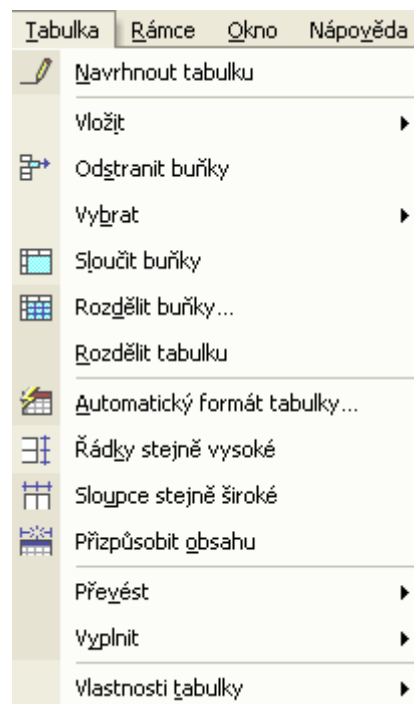 Tabulka Rámce Okno Nápověda
Navrhnout tabulku
Vložit
Odstranit buňky
Vybrat
Sloučit buňky
Rozdělit buňky...
Rozdělit tabulku
Automatický formát tabulky...
Řádky stejně vysoké
Sloupce stejně široké
Přizpůsobit obsahu
Převést
Vyplnit
Vlastnosti tabulky